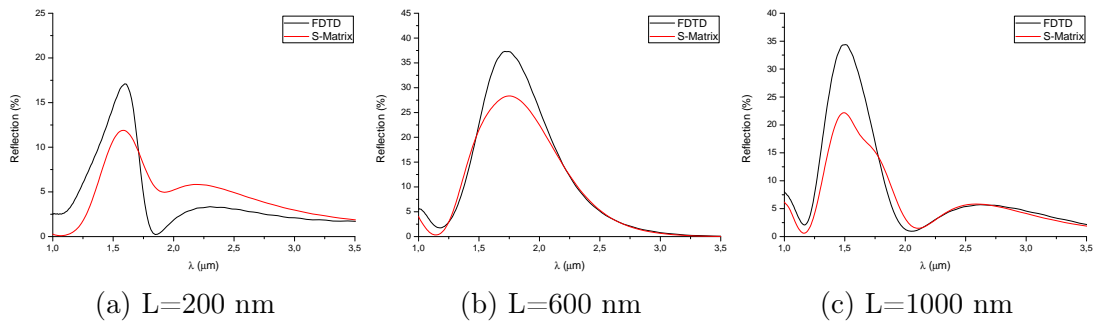 25
20
15
10
5
0
1,0 1,5 2,0 2,5 3,0 3,5
Reflection (%)
λ (μm)
FDTD
S-Matrix
(a) L=200 nm
45
40
35
30
25
20
15
10
5
0
1,0 1,5 2,0 2,5 3,0 3,5
Reflection (%)
λ (μm)
FDTD
S-Matrix
(b) L=600 nm
40
35
30
25
20
15
10
5
0
1,0 1,5 2,0 2,5 3,0 3,5
Reflection (%)
λ (μm)
FDTD
S-Matrix
(c) L=1000 nm